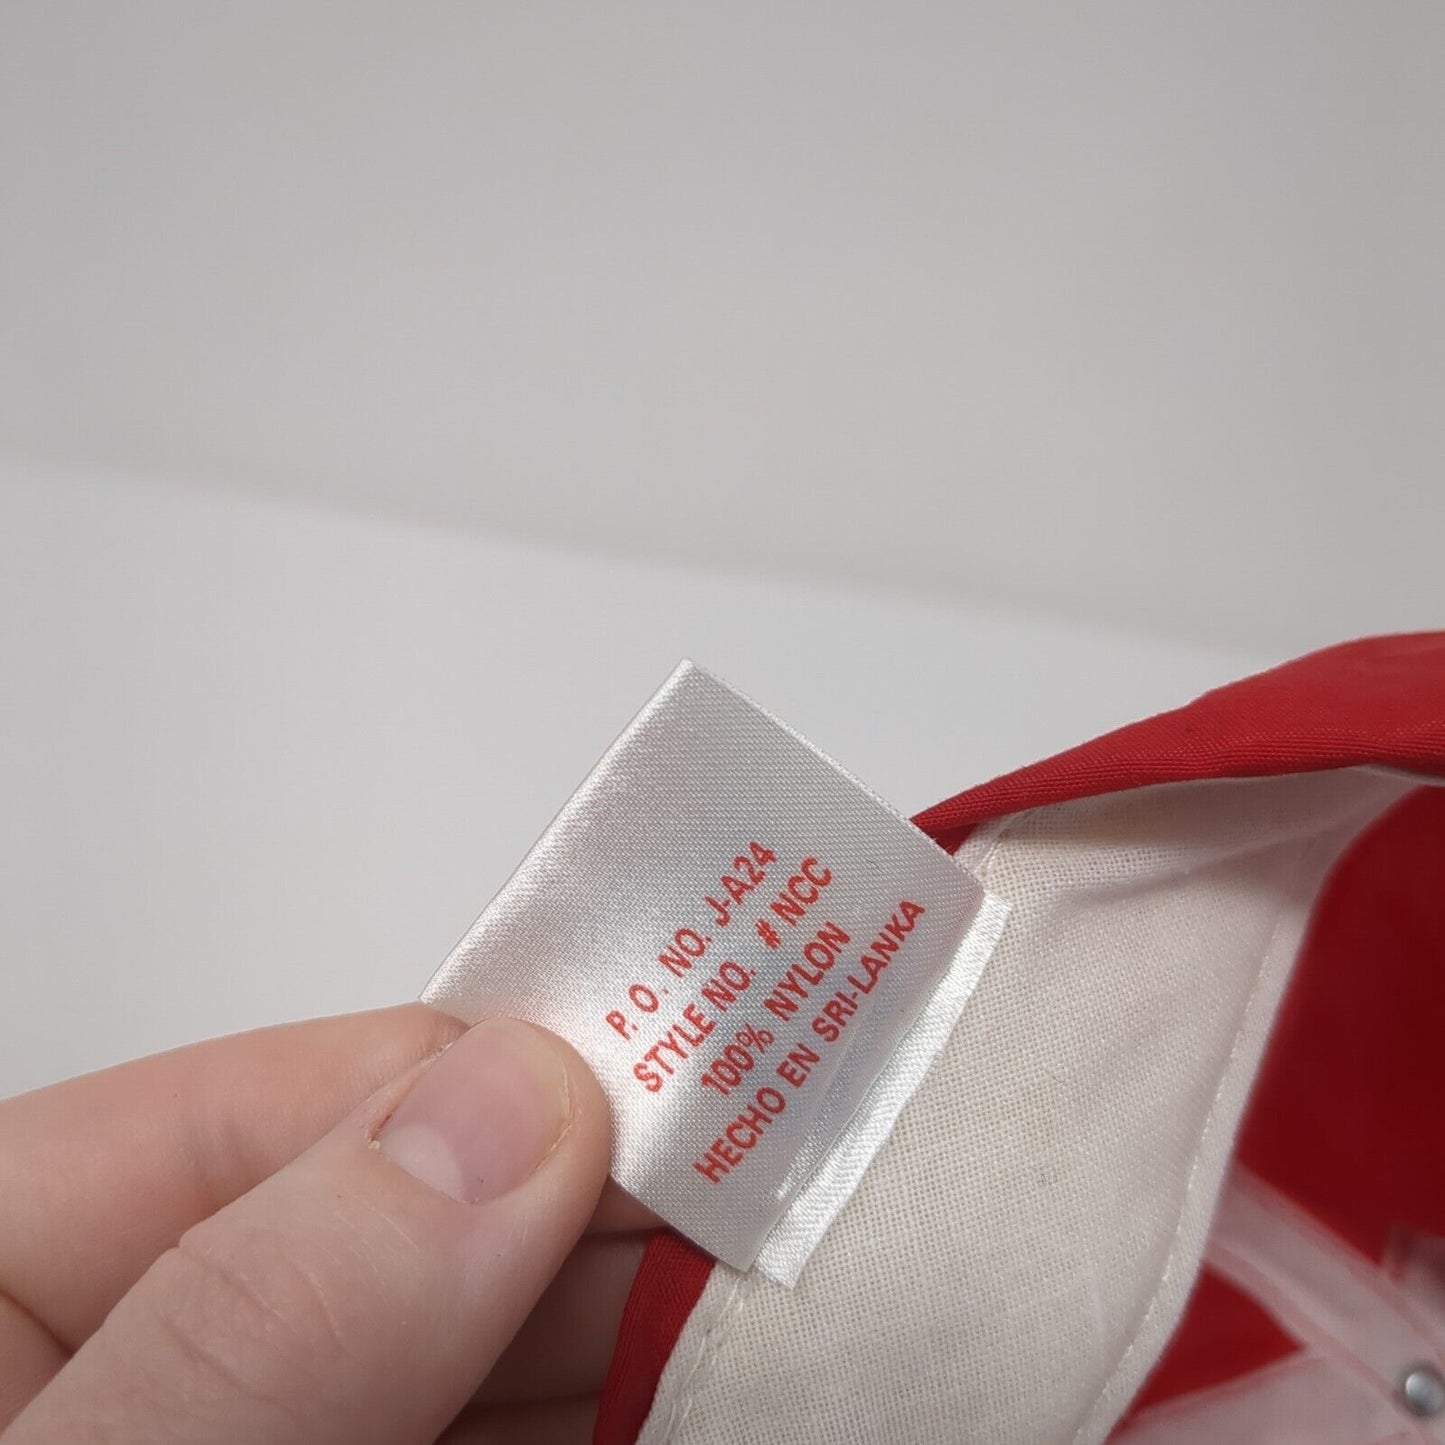 P. O. NO. J-A24
STYLE NO. # NCC
100% NYLON
HECHO EN SRI-LANKA